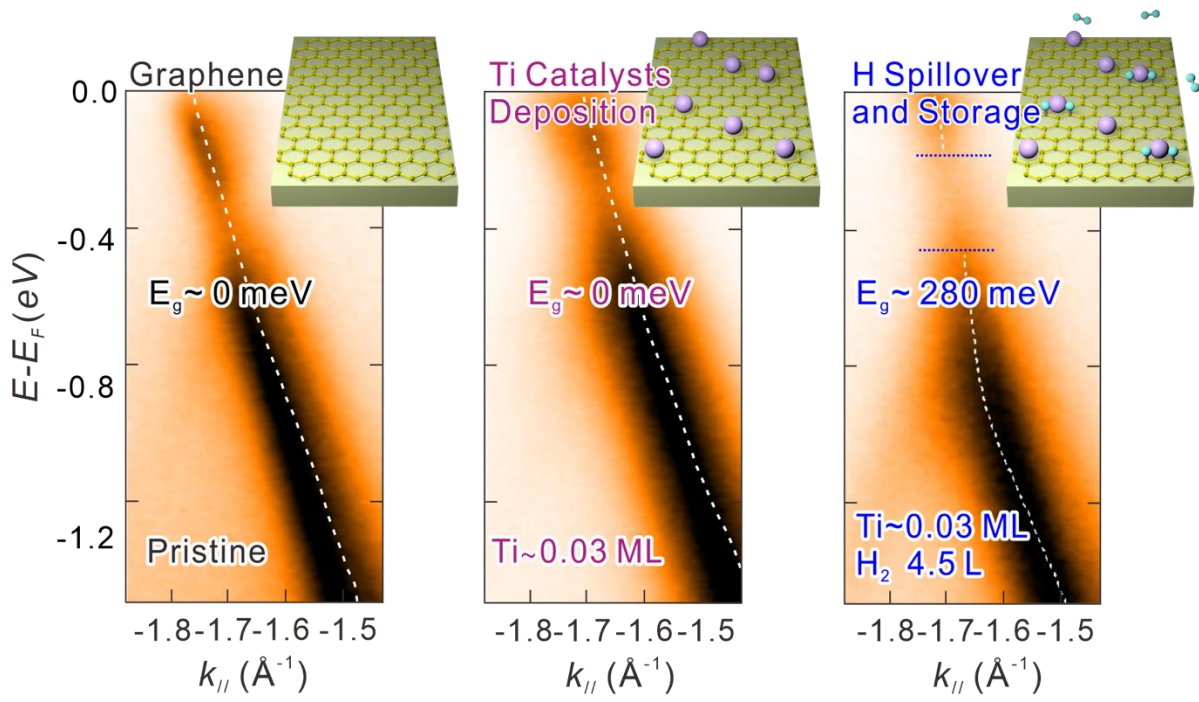 Graphene
Ti Catalysts
Deposition
H Spillover
and Storage
0.0
-0.4
-0.8
-1.2
E-E_F (eV)
E_g ~ 0 meV
E_g ~ 0 meV
E_g ~ 280 meV
Pristine
Ti~0.03 ML
Ti~0.03 ML
H₂ 4.5 L
-1.8 -1.7 -1.6 -1.5
-1.8 -1.7 -1.6 -1.5
-1.8 -1.7 -1.6 -1.5
k_// (Å⁻¹)
k_// (Å⁻¹)
k_// (Å⁻¹)